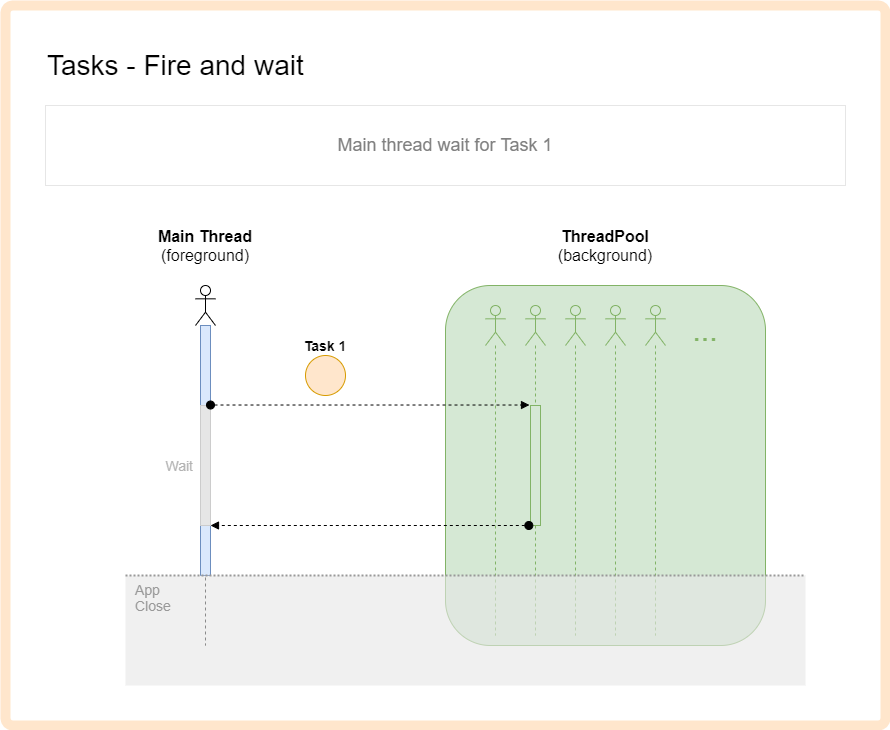 Tasks - Fire and wait
Main thread wait for Task 1
Main Thread
(foreground)
ThreadPool
(background)
Task 1
Wait
App
Close